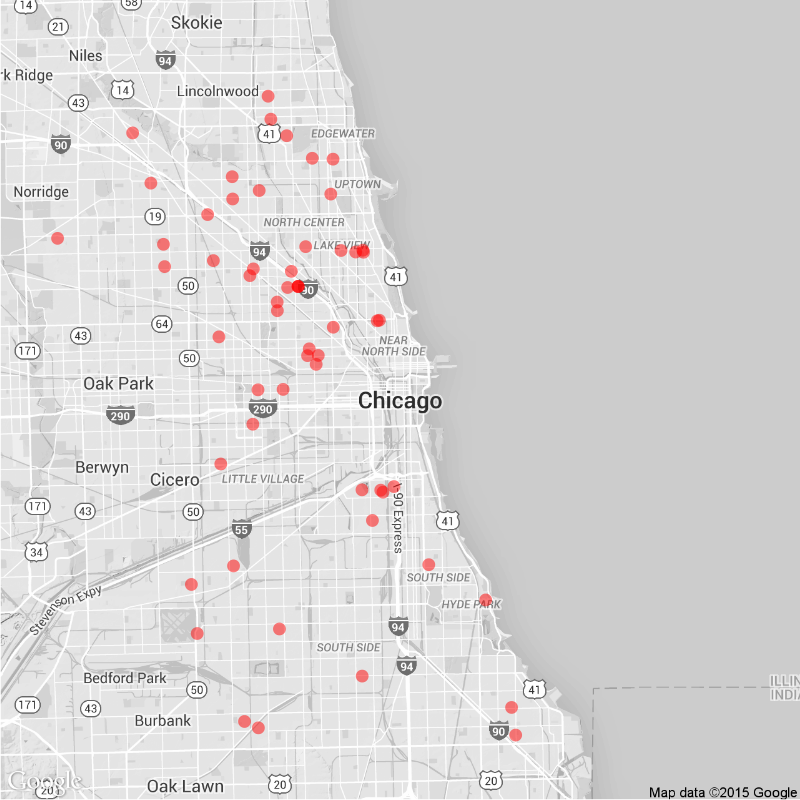 14
58
21
Skokie
Niles
94
rk Ridge
14
Lincolnwood
43
41
EDGEWATER
90
Norridge
UPTOWN
19
NORTH CENTER
LAKE VIEW
94
41
50
90
64
43
NEAR
NORTH SIDE
171
50
Oak Park
Chicago
290
290
Berwyn
Cicero
LITTLE VILLAGE
171
43
50
90 Express
41
55
34
SOUTH SIDE
Stevenson Expy
HYDE PARK
94
SOUTH SIDE
94
Bedford Park
ILLIN
INDIA
50
41
171
43
Burbank
90
Google
20
Oak Lawn
20
20
Map data ©2015 Google